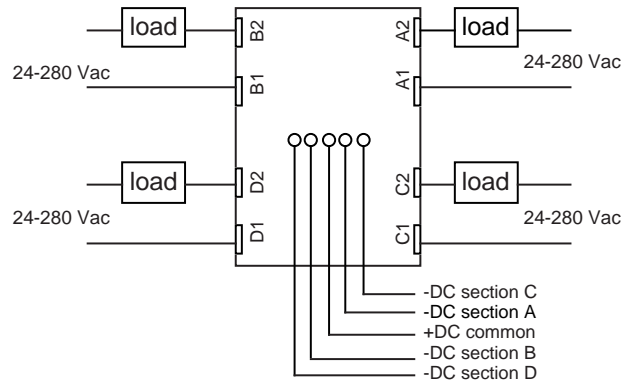 load
B2
A2
load
24-280 Vac
B1
A1
24-280 Vac
load
D2
C2
load
24-280 Vac
D1
C1
24-280 Vac
-DC section C
-DC section A
+DC common
-DC section B
-DC section D